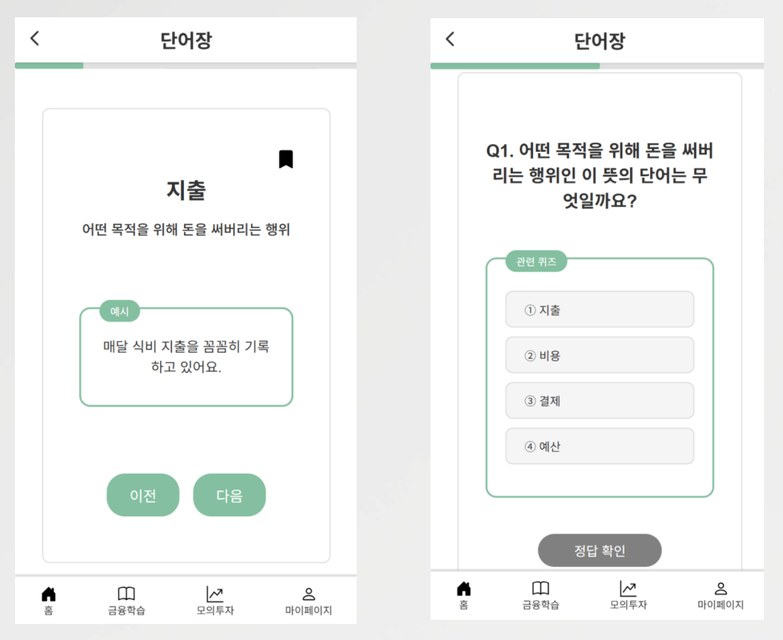 단어장
지출
어떤 목적을 위해 돈을 써버리는 행위
예시
매달 식비 지출을 꼼꼼히 기록
하고 있어요.
이전
다음
홈
금융학습
모의투자
마이페이지
단어장
Q1. 어떤 목적을 위해 돈을 써버
리는 행위인 이 뜻의 단어는 무
엇일까요?
관련 퀴즈
① 지출
② 비용
③ 결제
④ 예산
정답 확인
홈
금융학습
모의투자
마이페이지